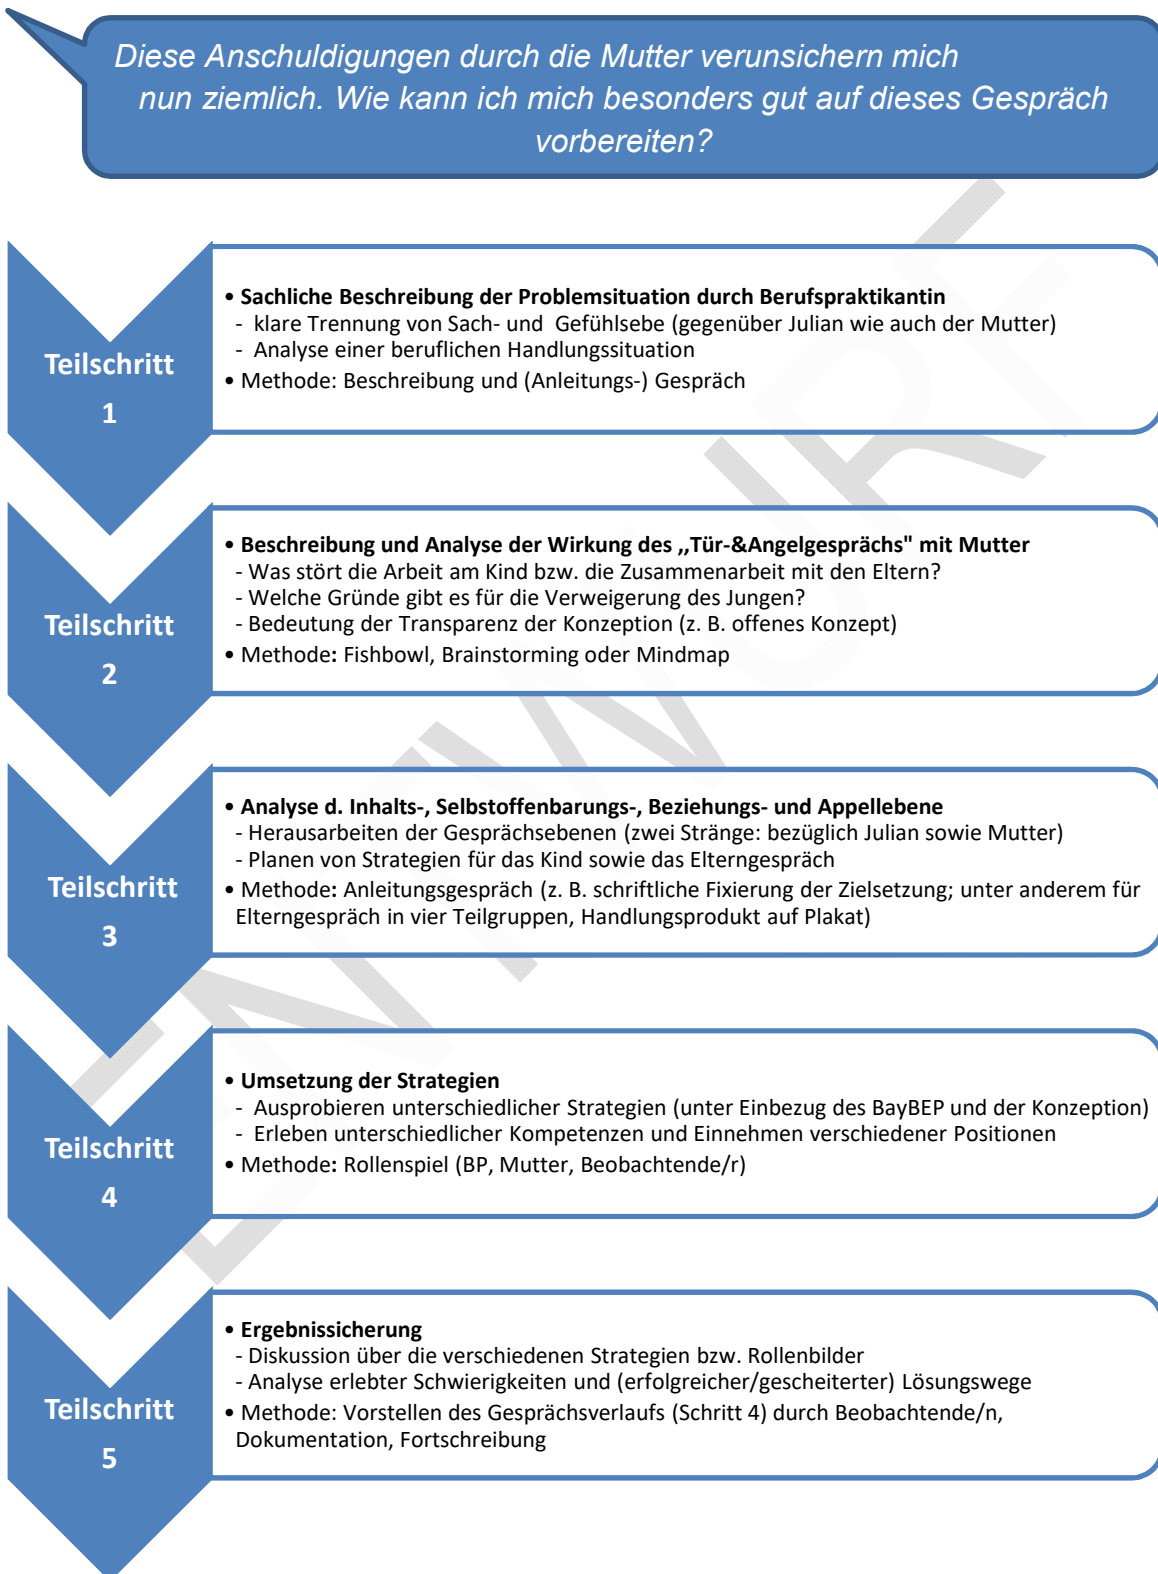 Diese Anschuldigungen durch die Mutter verunsichern mich
nun ziemlich. Wie kann ich mich besonders gut auf dieses Gespräch
vorbereiten?
Teilschritt
1
• Sachliche Beschreibung der Problemsituation durch Berufspraktikantin
- klare Trennung von Sach- und Gefühlsebe (gegenüber Julian wie auch der Mutter)
- Analyse einer beruflichen Handlungssituation
• Methode: Beschreibung und (Anleitungs-) Gespräch
Teilschritt
2
• Beschreibung und Analyse der Wirkung des ,,Tür-&Angelgesprächs" mit Mutter
- Was stört die Arbeit am Kind bzw. die Zusammenarbeit mit den Eltern?
- Welche Gründe gibt es für die Verweigerung des Jungen?
- Bedeutung der Transparenz der Konzeption (z. B. offenes Konzept)
• Methode: Fishbowl, Brainstorming oder Mindmap
Teilschritt
3
• Analyse d. Inhalts-, Selbstoffenbarungs-, Beziehungs- und Appellebene
- Herausarbeiten der Gesprächsebenen (zwei Stränge: bezüglich Julian sowie Mutter)
- Planen von Strategien für das Kind sowie das Elterngespräch
• Methode: Anleitungsgespräch (z. B. schriftliche Fixierung der Zielsetzung; unter anderem für
Elterngespräch in vier Teilgruppen, Handlungsprodukt auf Plakat)
Teilschritt
4
• Umsetzung der Strategien
- Ausprobieren unterschiedlicher Strategien (unter Einbezug des BayBEP und der Konzeption)
- Erleben unterschiedlicher Kompetenzen und Einnehmen verschiedener Positionen
• Methode: Rollenspiel (BP, Mutter, Beobachtende/r)
Teilschritt
5
• Ergebnissicherung
- Diskussion über die verschiedenen Strategien bzw. Rollenbilder
- Analyse erlebter Schwierigkeiten und (erfolgreicher/gescheiterter) Lösungswege
• Methode: Vorstellen des Gesprächsverlaufs (Schritt 4) durch Beobachtende/n,
Dokumentation, Fortschreibung
ENTWURF